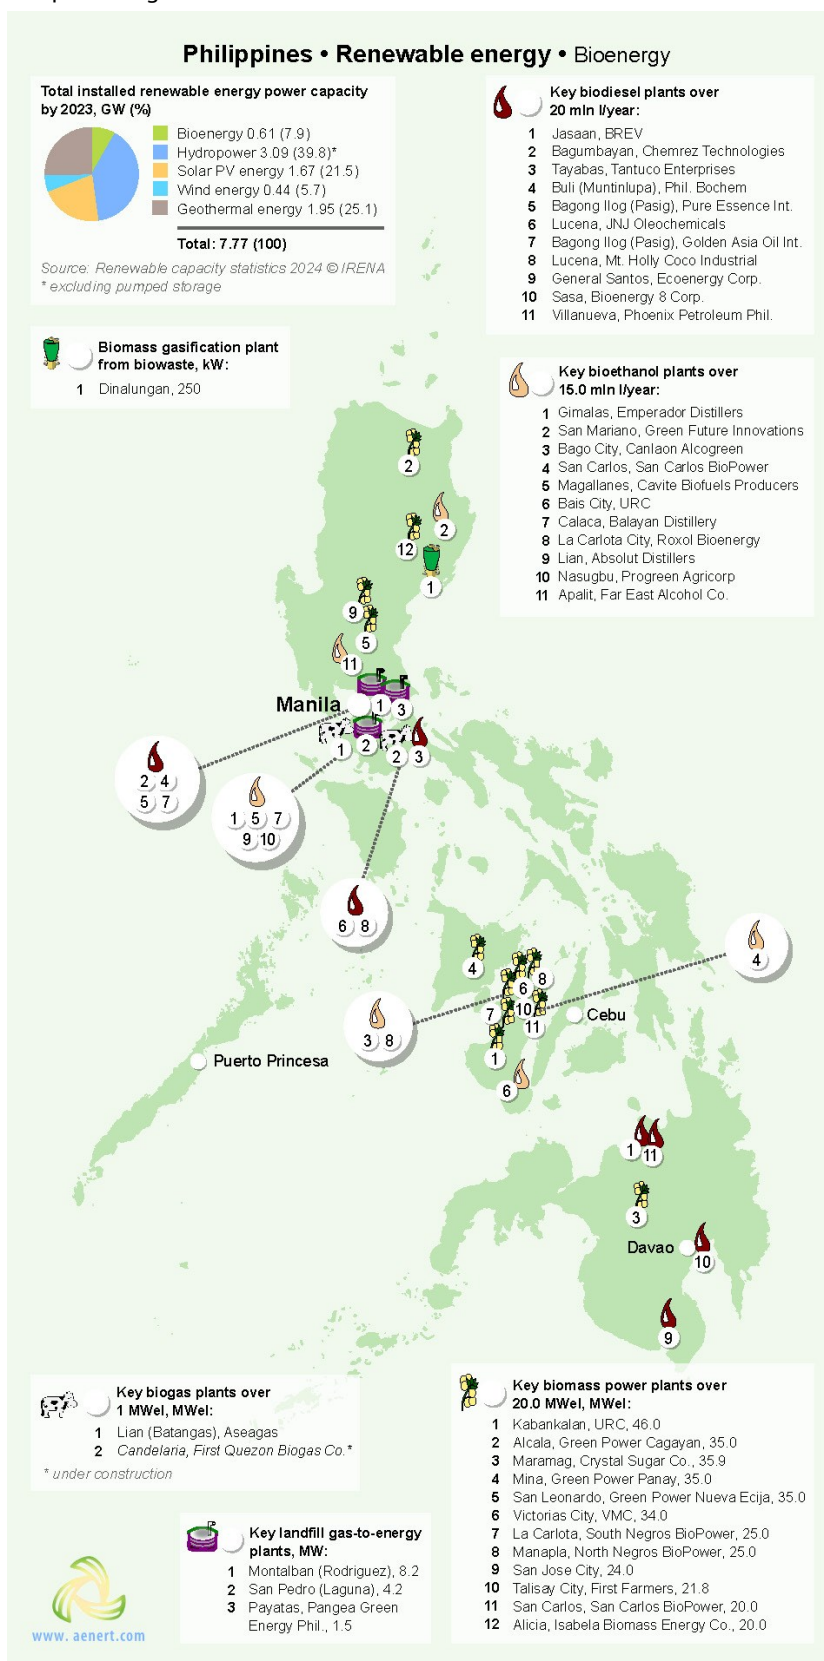 Philippines • Renewable energy • Bioenergy
Total installed renewable energy power capacity
by 2023, GW (%)
Bioenergy 0.61 (7.9)
Hydropower 3.09 (39.8)*
Solar PV energy 1.67 (21.5)
Wind energy 0.44 (5.7)
Geothermal energy 1.95 (25.1)
Total: 7.77 (100)
Source: Renewable capacity statistics 2024 © IRENA
* excluding pumped storage
Key biodiesel plants over
20 mln l/year:
1 Jasaan, BREV
2 Bagumbayan, Chemrez Technologies
3 Tayabas, Tantuco Enterprises
4 Buli (Muntinlupa), Phil. Bochem
5 Bagong Ilog (Pasig), Pure Essence Int.
6 Lucena, JNJ Oleochemicals
7 Bagong Ilog (Pasig), Golden Asia Oil Int.
8 Lucena, Mt. Holly Coco Industrial
9 General Santos, Ecoenergy Corp.
10 Sasa, Bioenergy 8 Corp.
11 Villanueva, Phoenix Petroleum Phil.
Biomass gasification plant
from biowaste, kW:
1 Dinalungan, 250
Key bioethanol plants over
15.0 mln l/year:
1 Gimalas, Emperador Distillers
2 San Mariano, Green Future Innovations
3 Bago City, Canlaon Alcogreen
4 San Carlos, San Carlos BioPower
5 Magallanes, Cavite Biofuels Producers
6 Bais City, URC
7 Calaca, Balayan Distillery
8 La Carlota City, Roxol Bioenergy
9 Lian, Absolut Distillers
10 Nasugbu, Progreen Agricorp
11 Apalit, Far East Alcohol Co.
2
2
12
1
9
5
11
Manila
1
3
1
2
2
3
2 4
5 7
1 5 7
9 10
6 8
4
4
6
8
7
10
11
3 8
Cebu
1
Puerto Princesa
6
1
11
3
Davao
10
9
Key biogas plants over
1 MWel, MWel:
1 Lian (Batangas), Aseagas
2 Candelaria, First Quezon Biogas Co.*
* under construction
Key landfill gas-to-energy
plants, MW:
1 Montalban (Rodriguez), 8.2
2 San Pedro (Laguna), 4.2
3 Payatas, Pangea Green
Energy Phil., 1.5
Key biomass power plants over
20.0 MWel, MWel:
1 Kabankalan, URC, 46.0
2 Alcala, Green Power Cagayan, 35.0
3 Maramag, Crystal Sugar Co., 35.9
4 Mina, Green Power Panay, 35.0
5 San Leonardo, Green Power Nueva Ecija, 35.0
6 Victorias City, VMC, 34.0
7 La Carlota, South Negros BioPower, 25.0
8 Manapla, North Negros BioPower, 25.0
9 San Jose City, 24.0
10 Talisay City, First Farmers, 21.8
11 San Carlos, San Carlos BioPower, 20.0
12 Alicia, Isabela Biomass Energy Co., 20.0
www. aenert.com